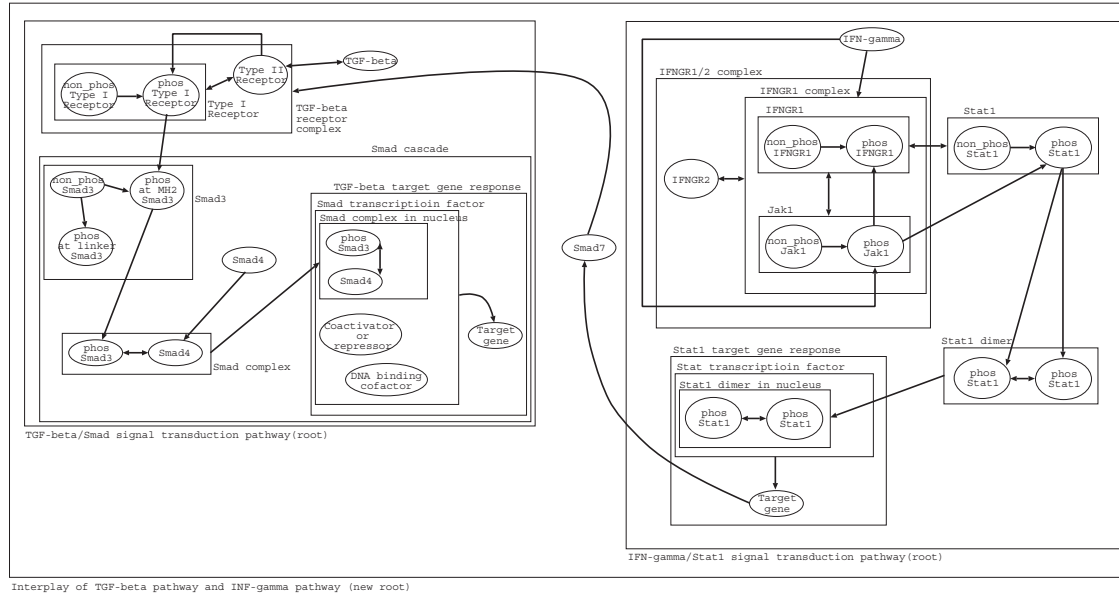 Type II
Receptor
TGF-beta
non_phos
Type I
Receptor
phos
Type I
Receptor
Type I
Receptor
TGF-beta
receptor
complex
Smad cascade
non_phos
Smad3
phos
at MH2
Smad3
Smad3
phos
at linker
Smad3
Smad4
phos
Smad3
Smad4
Smad complex
TGF-beta target gene response
Smad transcriptioin factor
Smad complex in nucleus
phos
Smad3
Smad4
Coactivator
or
repressor
DNA binding
cofactor
Target
gene
TGF-beta/Smad signal transduction pathway(root)
Smad7
IFN-gamma
IFNGR1/2 complex
IFNGR1 complex
IFNGR1
non_phos
IFNGR1
phos
IFNGR1
IFNGR2
Jak1
non_phos
Jak1
phos
Jak1
Stat1
non_phos
Stat1
phos
Stat1
Stat1 dimer
phos
Stat1
phos
Stat1
Stat1 target gene response
Stat transcriptioin factor
Stat1 dimer in nucleus
phos
Stat1
phos
Stat1
Target
gene
IFN-gamma/Stat1 signal transduction pathway(root)
Interplay of TGF-beta pathway and INF-gamma pathway (new root)